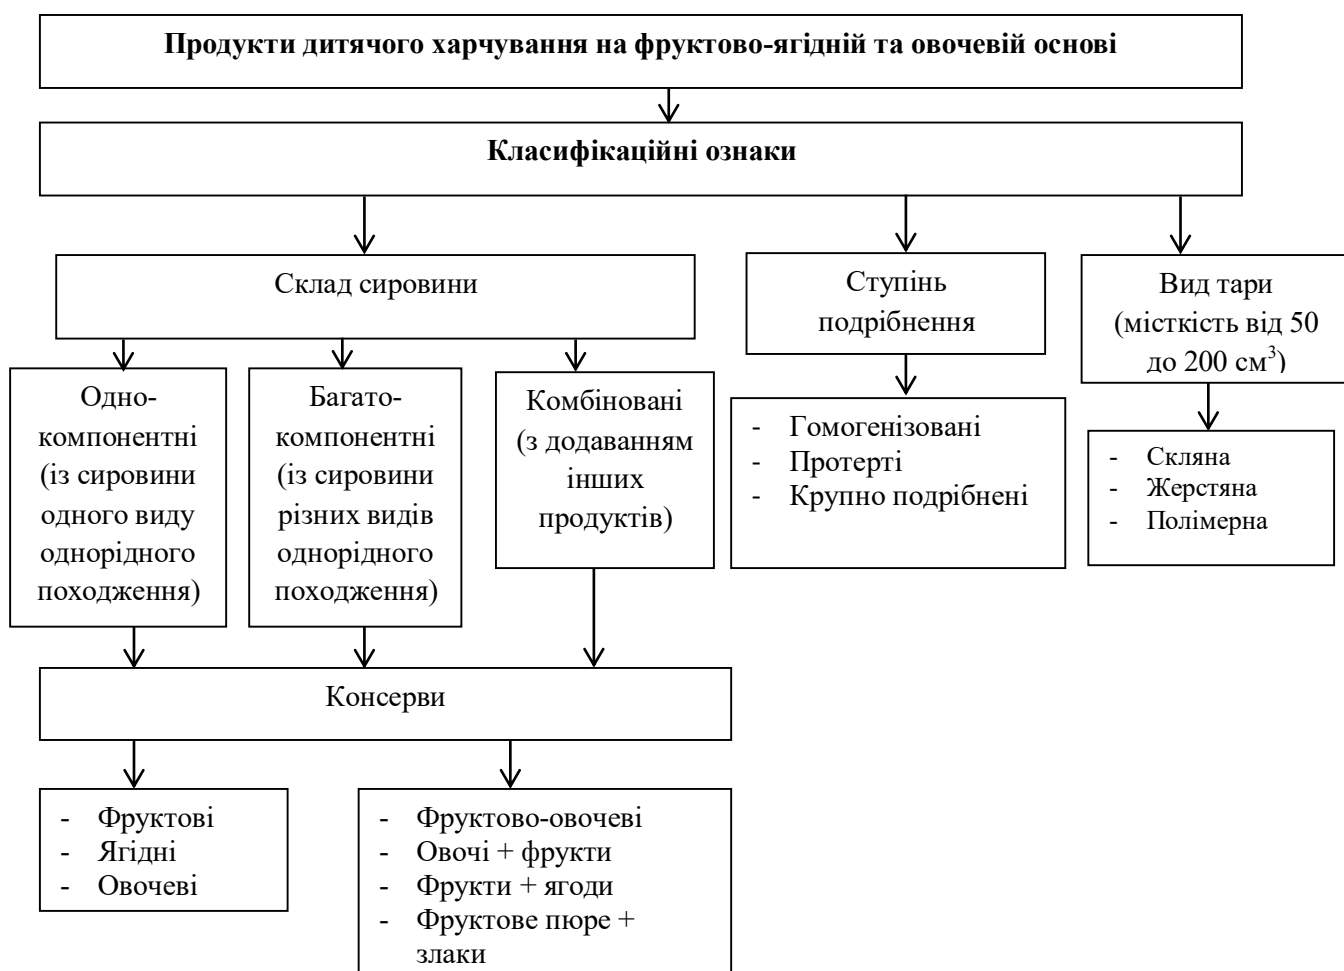 Продукти дитячого харчування на фруктово-ягідній та овочевій основі
Класифікаційні ознаки
Склад сировини
Ступінь
подрібнення
Вид тари
(місткість від 50
до 200 см³)
Одно-
компонентні
(із сировини
одного виду
однорідного
походження)
Багато-
компонентні
(із сировини
різних видів
однорідного
походження)
Комбіновані
(з додаванням
інших
продуктів)
- Гомогенізовані
- Протерті
- Крупно подрібнені
- Скляна
- Жерстяна
- Полімерна
Консерви
- Фруктові
- Ягідні
- Овочеві
- Фруктово-овочеві
- Овочі + фрукти
- Фрукти + ягоди
- Фруктове пюре +
злаки